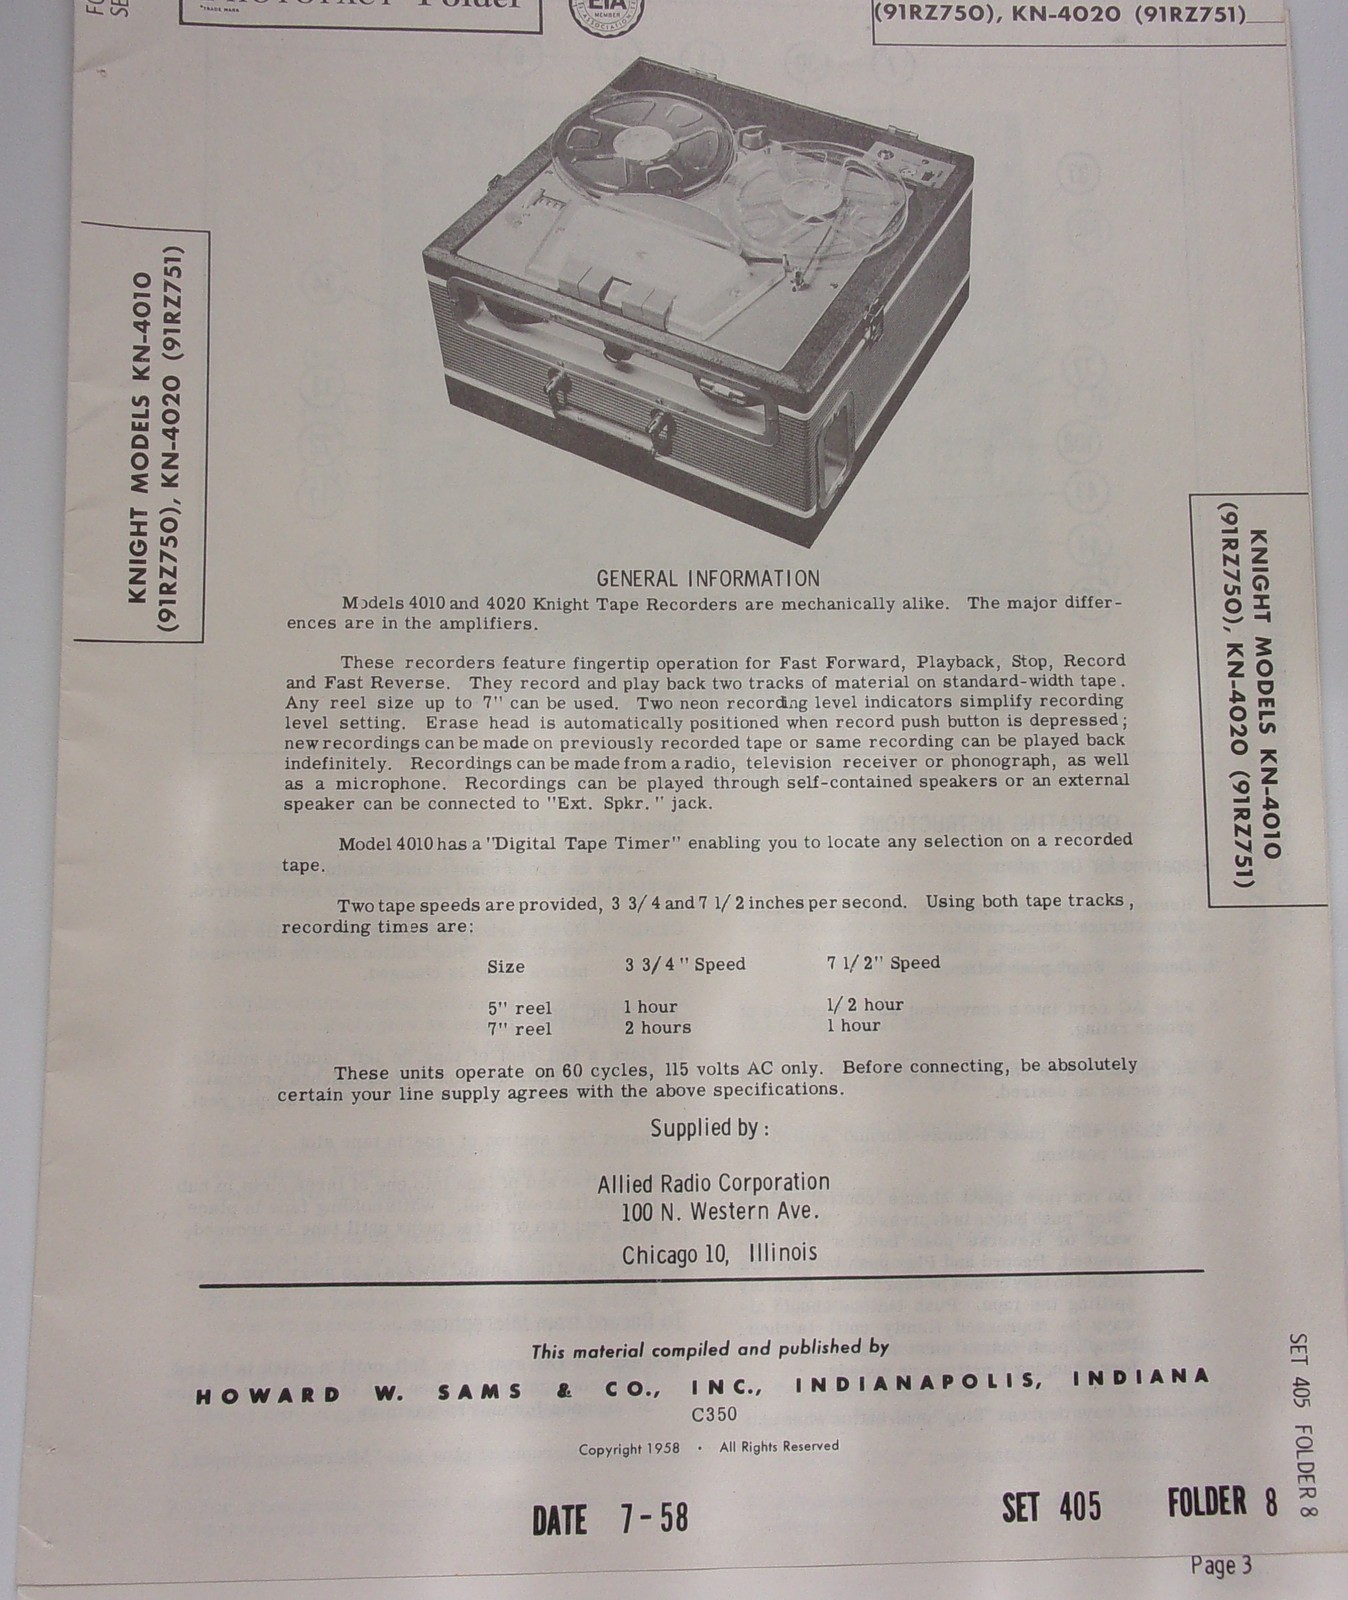 PHOTOFACT* Folder
*TRADE MARK
EIA
MEMBER
ASSOCIATION
(91RZ750), KN-4020 (91RZ751)
KNIGHT MODELS KN-4010
(91RZ750), KN-4020 (91RZ751)
GENERAL INFORMATION
Models 4010 and 4020 Knight Tape Recorders are mechanically alike. The major differ-
ences are in the amplifiers.
These recorders feature fingertip operation for Fast Forward, Playback, Stop, Record
and Fast Reverse. They record and play back two tracks of material on standard-width tape.
Any reel size up to 7" can be used. Two neon recording level indicators simplify recording
level setting. Erase head is automatically positioned when record push button is depressed;
new recordings can be made on previously recorded tape or same recording can be played back
indefinitely. Recordings can be made from a radio, television receiver or phonograph, as well
as a microphone. Recordings can be played through self-contained speakers or an external
speaker can be connected to "Ext. Spkr." jack.
Model 4010 has a "Digital Tape Timer" enabling you to locate any selection on a recorded
tape.
Two tape speeds are provided, 3 3/4 and 7 1/2 inches per second. Using both tape tracks,
recording times are:
Size 3 3/4" Speed 7 1/2" Speed
5" reel 1 hour 1/2 hour
7" reel 2 hours 1 hour
These units operate on 60 cycles, 115 volts AC only. Before connecting, be absolutely
certain your line supply agrees with the above specifications.
Supplied by:
Allied Radio Corporation
100 N. Western Ave.
Chicago 10, Illinois
KNIGHT MODELS KN-4010
(91RZ750), KN-4020 (91RZ751)
This material compiled and published by
HOWARD W. SAMS & CO., INC., INDIANAPOLIS, INDIANA
C350
Copyright 1958 · All Rights Reserved
DATE 7-58
SET 405 FOLDER 8
SET 405 FOLDER 8
Page 3